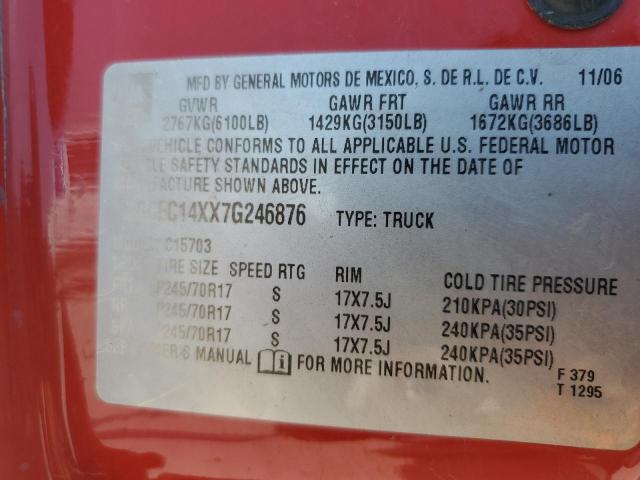 MFD BY GENERAL MOTORS DE MEXICO, S. DE R.L. DE C.V. 11/06
GVWR GAWR FRT GAWR RR
2767KG(6100LB) 1429KG(3150LB) 1672KG(3686LB)
VEHICLE CONFORMS TO ALL APPLICABLE U.S. FEDERAL MOTOR
CLE SAFETY STANDARDS IN EFFECT ON THE DATE OF
FACTURE SHOWN ABOVE.
EC14XX7G246876 TYPE: TRUCK
C15703
TIRE SIZE SPEED RTG RIM COLD TIRE PRESSURE
P245/70R17 S 17X7.5J 210KPA(30PSI)
P245/70R17 S 17X7.5J 240KPA(35PSI)
245/70R17 S 17X7.5J 240KPA(35PSI)
ER'S MANUAL FOR MORE INFORMATION.
F 379
T 1295